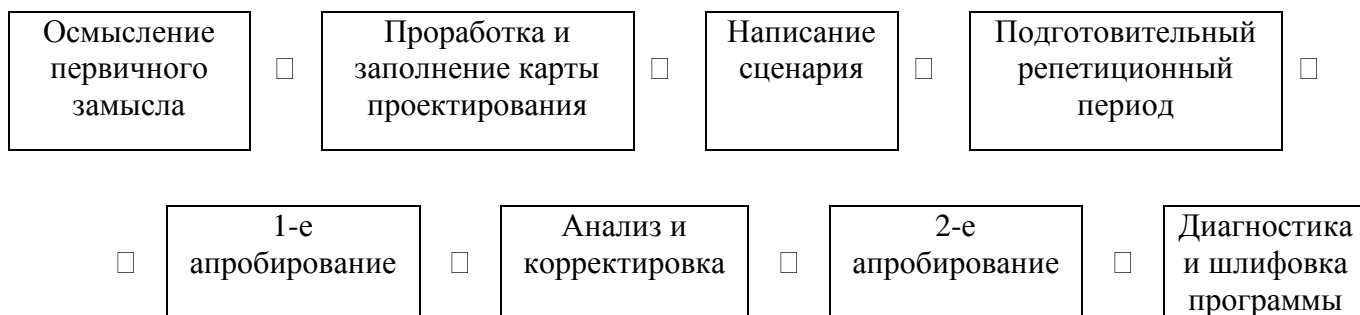 Осмысление
первичного
замысла
Проработка и
заполнение карты
проектирования
Написание
сценария
Подготовительный
репетиционный
период
1-е
апробирование
Анализ и
корректировка
2-е
апробирование
Диагностика
и шлифовка
программы